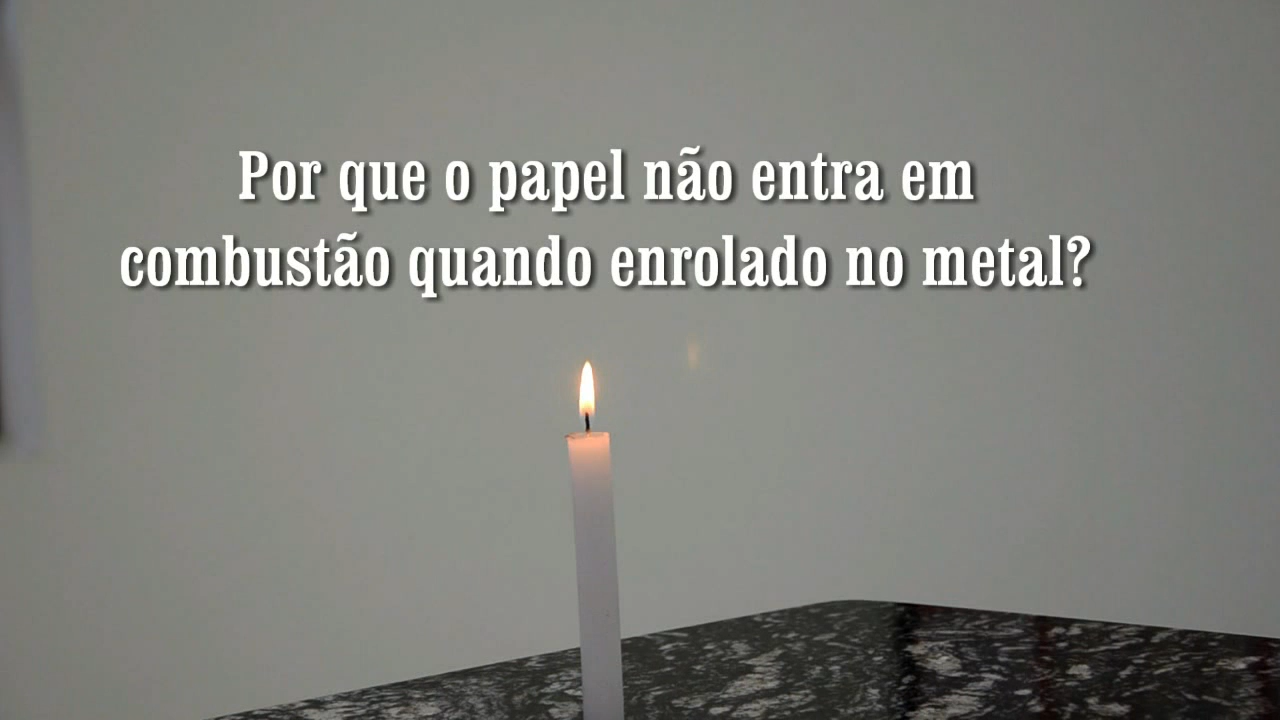 Por que o papel não entra em
combustão quando enrolado no metal?